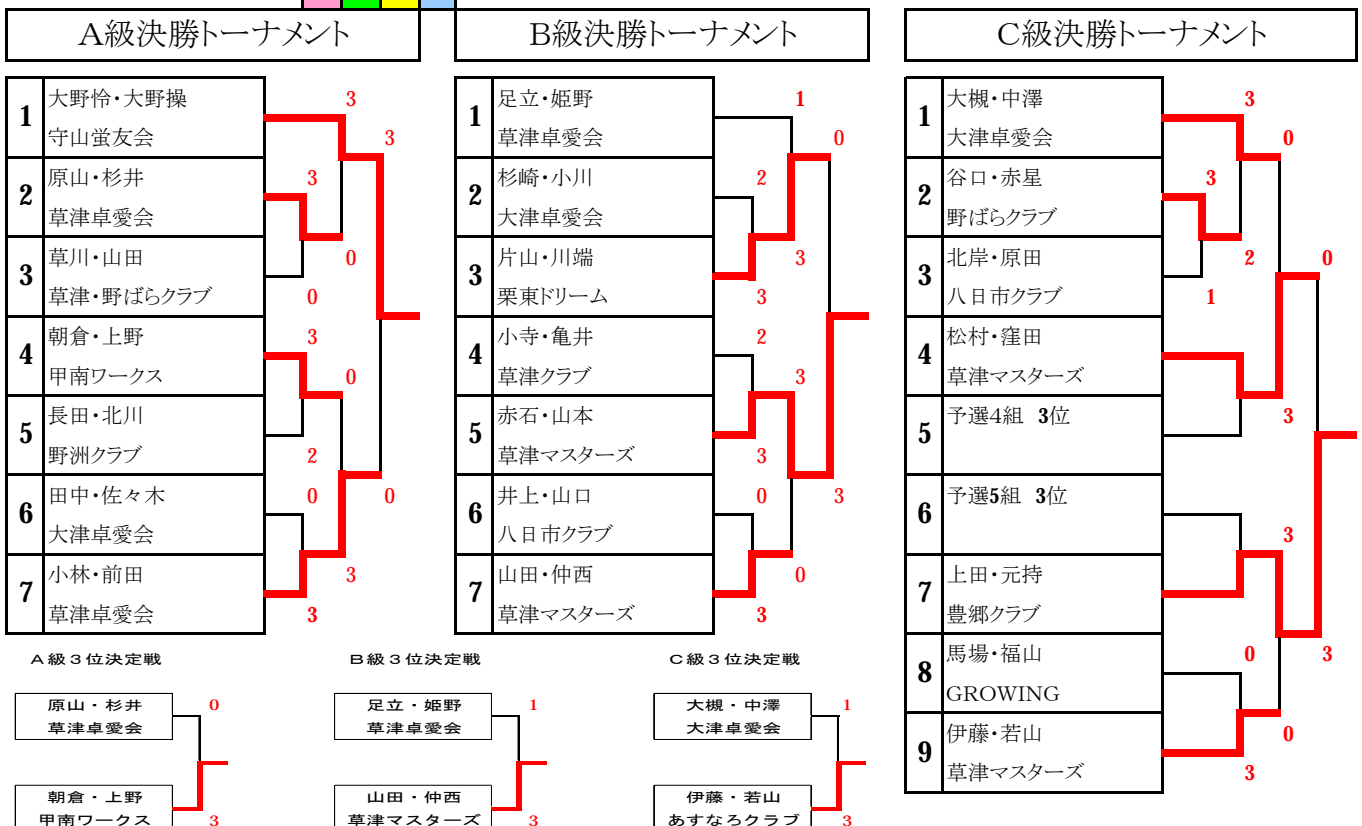 A級決勝トーナメント
1
大野怜・大野操
守山蛍友会
2
原山・杉井
草津卓愛会
3
草川・山田
草津・野ばらクラブ
4
朝倉・上野
甲南ワークス
5
長田・北川
野洲クラブ
6
田中・佐々木
大津卓愛会
7
小林・前田
草津卓愛会
3
3
3
0
0
3
0
2
0
0
3
3
B級決勝トーナメント
1
足立・姫野
草津卓愛会
2
杉崎・小川
大津卓愛会
3
片山・川端
栗東ドリーム
4
小寺・亀井
草津クラブ
5
赤石・山本
草津マスターズ
6
井上・山口
八日市クラブ
7
山田・仲西
草津マスターズ
1
0
2
3
3
2
3
3
0
3
0
3
C級決勝トーナメント
1
大槻・中澤
大津卓愛会
2
谷口・赤星
野ばらクラブ
3
北岸・原田
八日市クラブ
4
松村・窪田
草津マスターズ
5
予選4組 3位
6
予選5組 3位
7
上田・元持
豊郷クラブ
8
馬場・福山
GROWING
9
伊藤・若山
草津マスターズ
3
0
3
2
0
1
3
3
0
3
0
3
A級3位決定戦
原山・杉井
草津卓愛会
0
朝倉・上野
甲南ワークス
3
B級3位決定戦
足立・姫野
草津卓愛会
1
山田・仲西
草津マスターズ
3
C級3位決定戦
大槻・中澤
大津卓愛会
1
伊藤・若山
あすなろクラブ
3